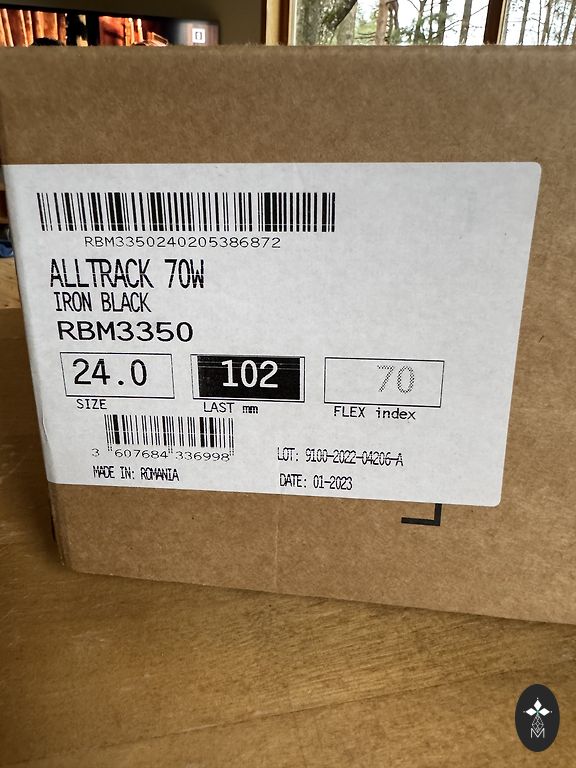 RBM3350240205386872
ALLTRACK 70W
IRON BLACK
RBM3350
24.0 102 70
SIZE LAST mm FLEX index
3 607684 336998
LOT: 9100-2022-04206-A
MADE IN: ROMANIA
DATE: 01-2023
M